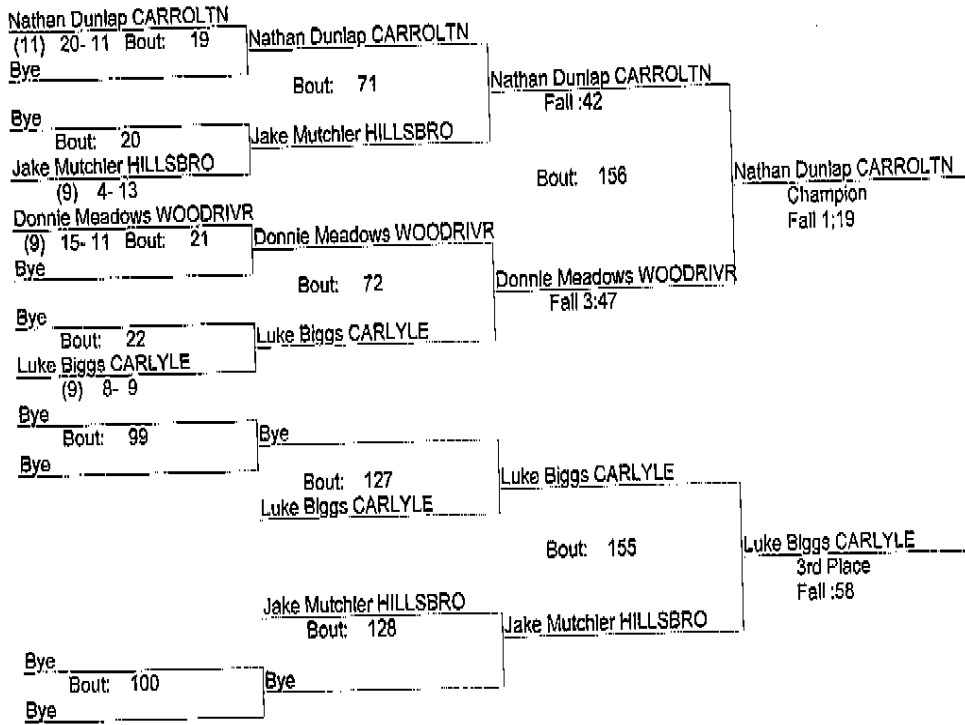 Nathan Dunlap CARROLTN
(11) 20- 11 Bout: 19
Bye
Nathan Dunlap CARROLTN
Bout: 71
Bye
Bout: 20
Jake Mutchler HILLSBRO
Jake Mutchler HILLSBRO
(9) 4- 13
Nathan Dunlap CARROLTN
Fall :42
Bout: 156
Donnie Meadows WOODRIVR
(9) 15- 11 Bout: 21
Bye
Donnie Meadows WOODRIVR
Bout: 72
Bye
Bout: 22
Luke Biggs CARLYLE
Luke Biggs CARLYLE
(9) 8- 9
Donnie Meadows WOODRIVR
Fall 3:47
Nathan Dunlap CARROLTN
Champion
Fall 1:19
Bye
Bout: 99
Bye
Bye
Bout: 127
Luke Biggs CARLYLE
Luke Biggs CARLYLE
Bout: 155
Jake Mutchler HILLSBRO
Bout: 128
Jake Mutchler HILLSBRO
Bye
Bout: 100
Bye
Bye
Luke Biggs CARLYLE
3rd Place
Fall :58